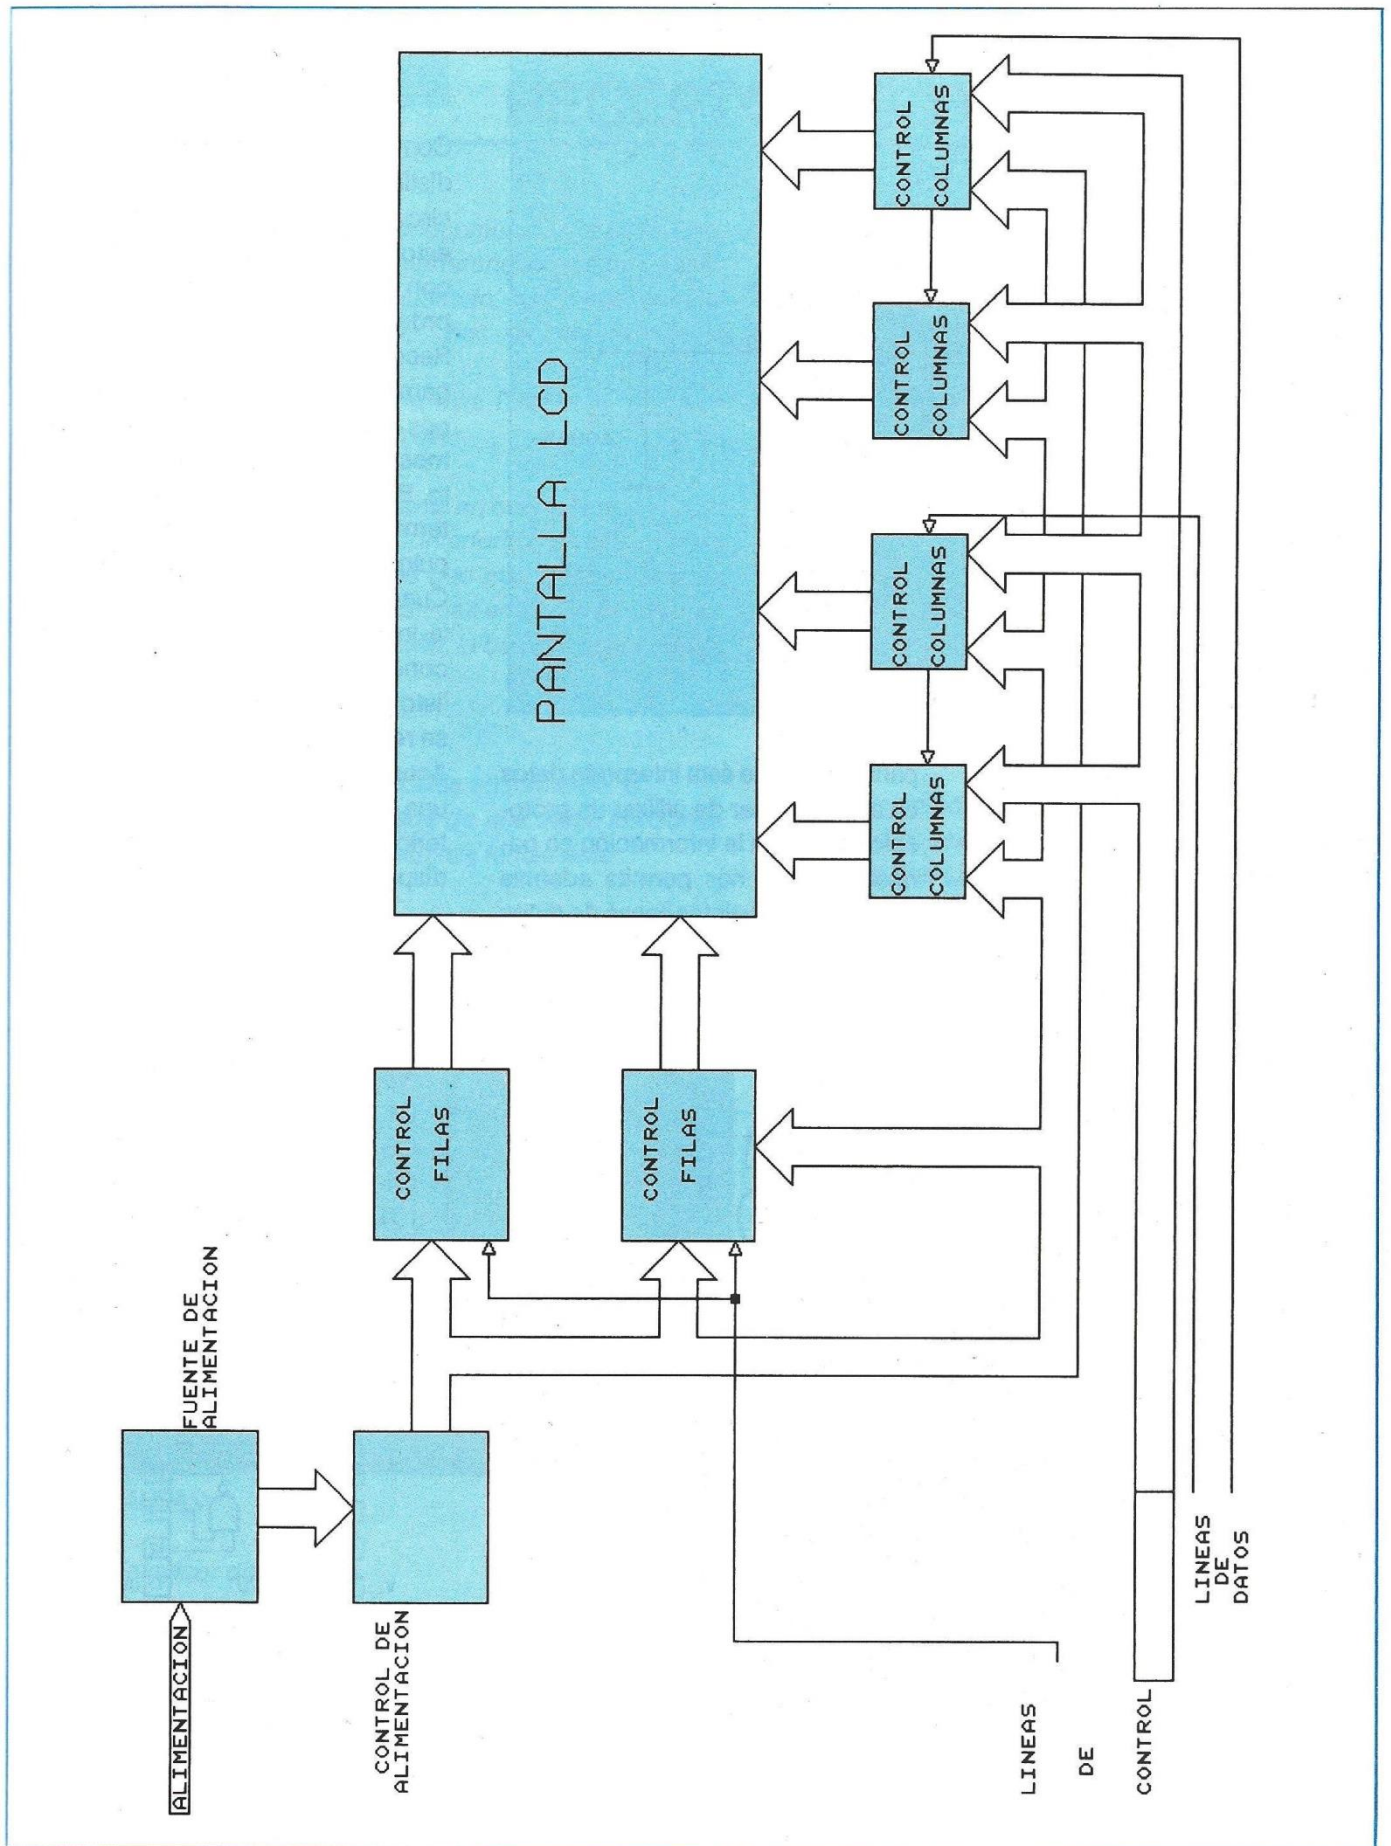 ALIMENTACION
FUENTE DE
ALIMENTACION
CONTROL DE
ALIMENTACION
CONTROL
FILAS
PANTALLA LCD
CONTROL
FILAS
CONTROL
COLUMNAS
CONTROL
COLUMNAS
CONTROL
COLUMNAS
CONTROL
COLUMNAS
LINEAS
DE
CONTROL
LINEAS
DE
DATOS